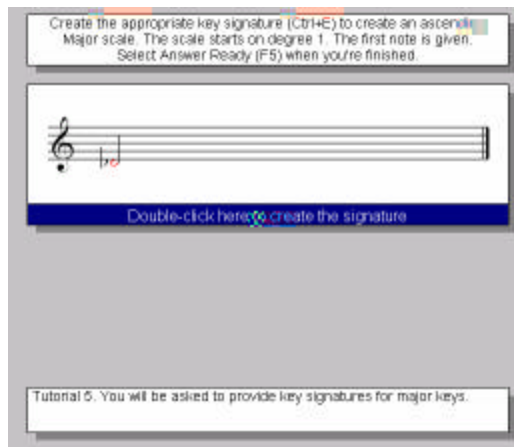 Create the appropriate key signature (Ctrl+E) to create an ascending
Major scale. The scale starts on degree 1. The first note is given.
Select Answer Ready (F5) when you're finished.
Double-click here to create the signature
Tutorial 5. You will be asked to provide key signatures for major keys.